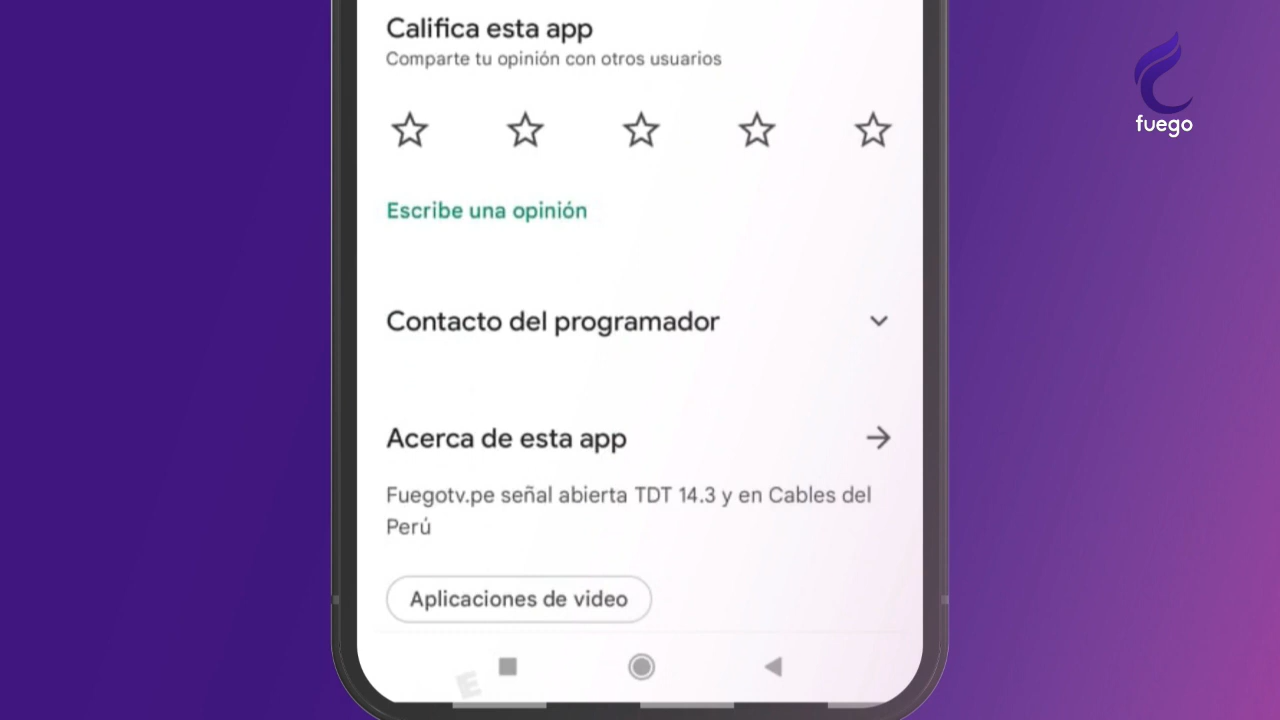 Califica esta app
Comparte tu opinión con otros usuarios
fuego
Escribe una opinión
Contacto del programador
Acerca de esta app
Fuegotv.pe señal abierta TDT 14.3 y en Cables del
Perú
Aplicaciones de video
E